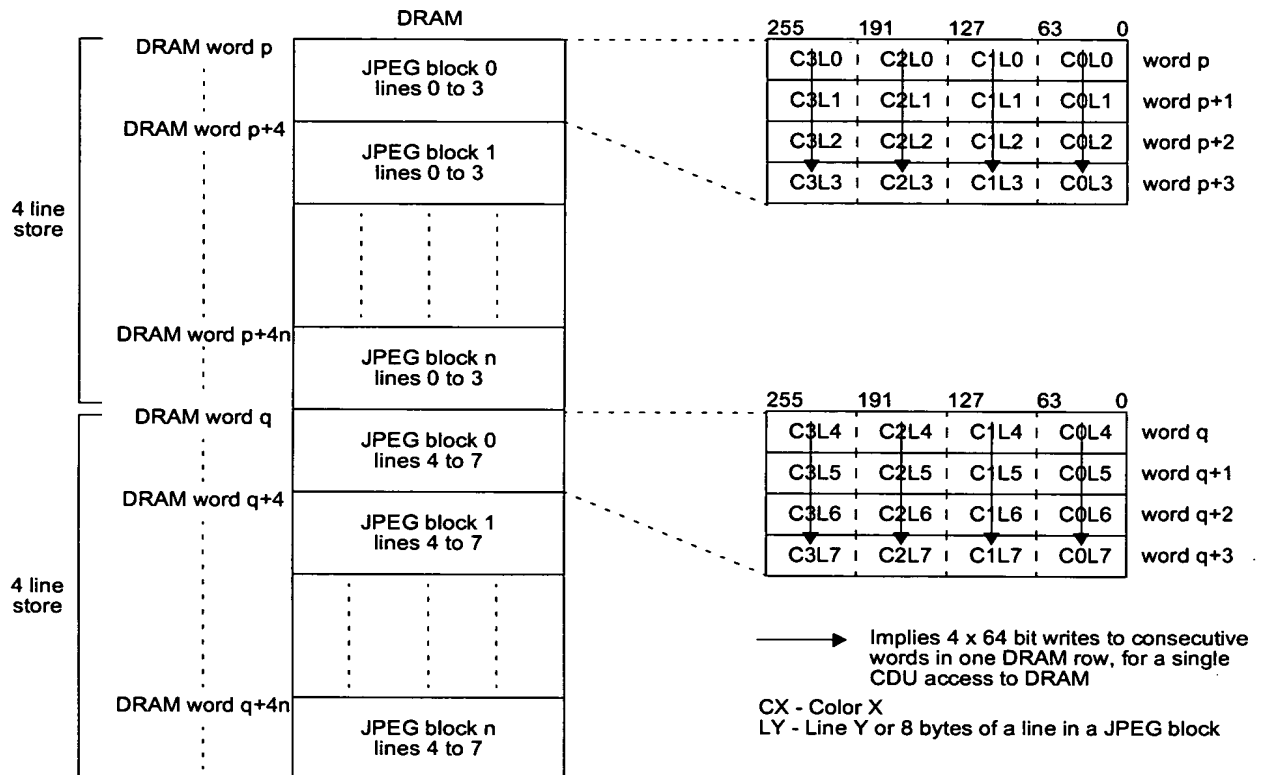 DRAM
DRAM word p
JPEG block 0
lines 0 to 3
DRAM word p+4
JPEG block 1
lines 0 to 3
4 line
store
DRAM word p+4n
JPEG block n
lines 0 to 3
DRAM word q
JPEG block 0
lines 4 to 7
DRAM word q+4
JPEG block 1
lines 4 to 7
4 line
store
DRAM word q+4n
JPEG block n
lines 4 to 7
255 191 127 63 0
C3L0 C2L0 C1L0 C0L0 word p
C3L1 C2L1 C1L1 C0L1 word p+1
C3L2 C2L2 C1L2 C0L2 word p+2
C3L3 C2L3 C1L3 C0L3 word p+3
255 191 127 63 0
C3L4 C2L4 C1L4 C0L4 word q
C3L5 C2L5 C1L5 C0L5 word q+1
C3L6 C2L6 C1L6 C0L6 word q+2
C3L7 C2L7 C1L7 C0L7 word q+3
Implies 4 x 64 bit writes to consecutive
words in one DRAM row, for a single
CDU access to DRAM
CX - Color X
LY - Line Y or 8 bytes of a line in a JPEG block